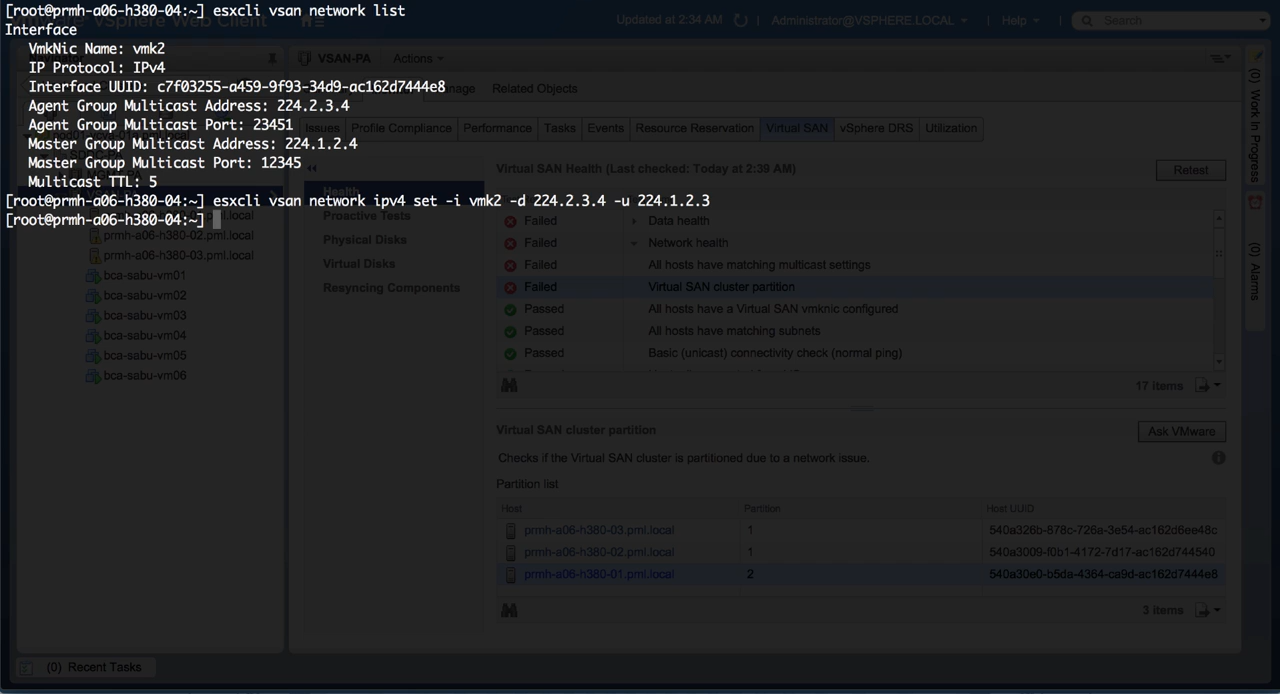 [root@prmh-a06-h380-04:~] esxcli vsan network list
Interface
VmkNic Name: vmk2
IP Protocol: IPv4
Interface UUID: c7f03255-a459-9f93-34d9-ac162d7444e8
Agent Group Multicast Address: 224.2.3.4
Agent Group Multicast Port: 23451
Master Group Multicast Address: 224.1.2.4
Master Group Multicast Port: 12345
Multicast TTL: 5
[root@prmh-a06-h380-04:~] esxcli vsan network ipv4 set -i vmk2 -d 224.2.3.4 -u 224.1.2.3
[root@prmh-a06-h380-04:~]
vSphere Web Client
Updated at 2:34 AM
Administrator@VSPHERE.LOCAL
Help
Search
VSAN-PA
Actions
Related Objects
Issues
Profile Compliance
Performance
Tasks
Events
Resource Reservation
Virtual SAN
vSphere DRS
Utilization
prmh-a06-h380-02.pml.local
prmh-a06-h380-03.pml.local
bca-sabu-vm01
bca-sabu-vm02
bca-sabu-vm03
bca-sabu-vm04
bca-sabu-vm05
bca-sabu-vm06
Health
Proactive Tests
Physical Disks
Virtual Disks
Resyncing Components
Virtual SAN Health (Last checked: Today at 2:39 AM)
Retest
Failed Data health
Failed Network health
Failed All hosts have matching multicast settings
Failed Virtual SAN cluster partition
Passed All hosts have a Virtual SAN vmknic configured
Passed All hosts have matching subnets
Passed Basic (unicast) connectivity check (normal ping)
17 items
Virtual SAN cluster partition
Ask VMware
Checks if the Virtual SAN cluster is partitioned due to a network issue.
Partition list
Host Partition Host UUID
prmh-a06-h380-03.pml.local 1 540a326b-878c-726a-3e54-ac162d6ee48c
prmh-a06-h380-02.pml.local 1 540a3009-f0b1-4172-7d17-ac162d744540
prmh-a06-h380-01.pml.local 2 540a30e0-b5da-4364-ca9d-ac162d7444e8
3 items
(0) Work In Progress
(0) Alarms
(0) Recent Tasks